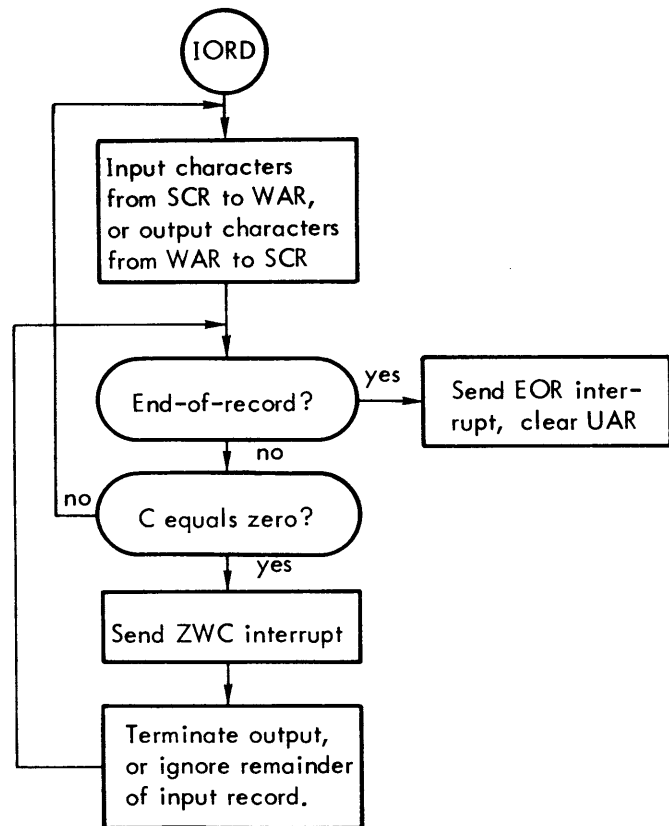 IORD
Input characters
from SCR to WAR,
or output characters
from WAR to SCR
End-of-record?
yes
Send EOR inter-
rupt, clear UAR
no
no
C equals zero?
yes
Send ZWC interrupt
Terminate output,
or ignore remainder
of input record.